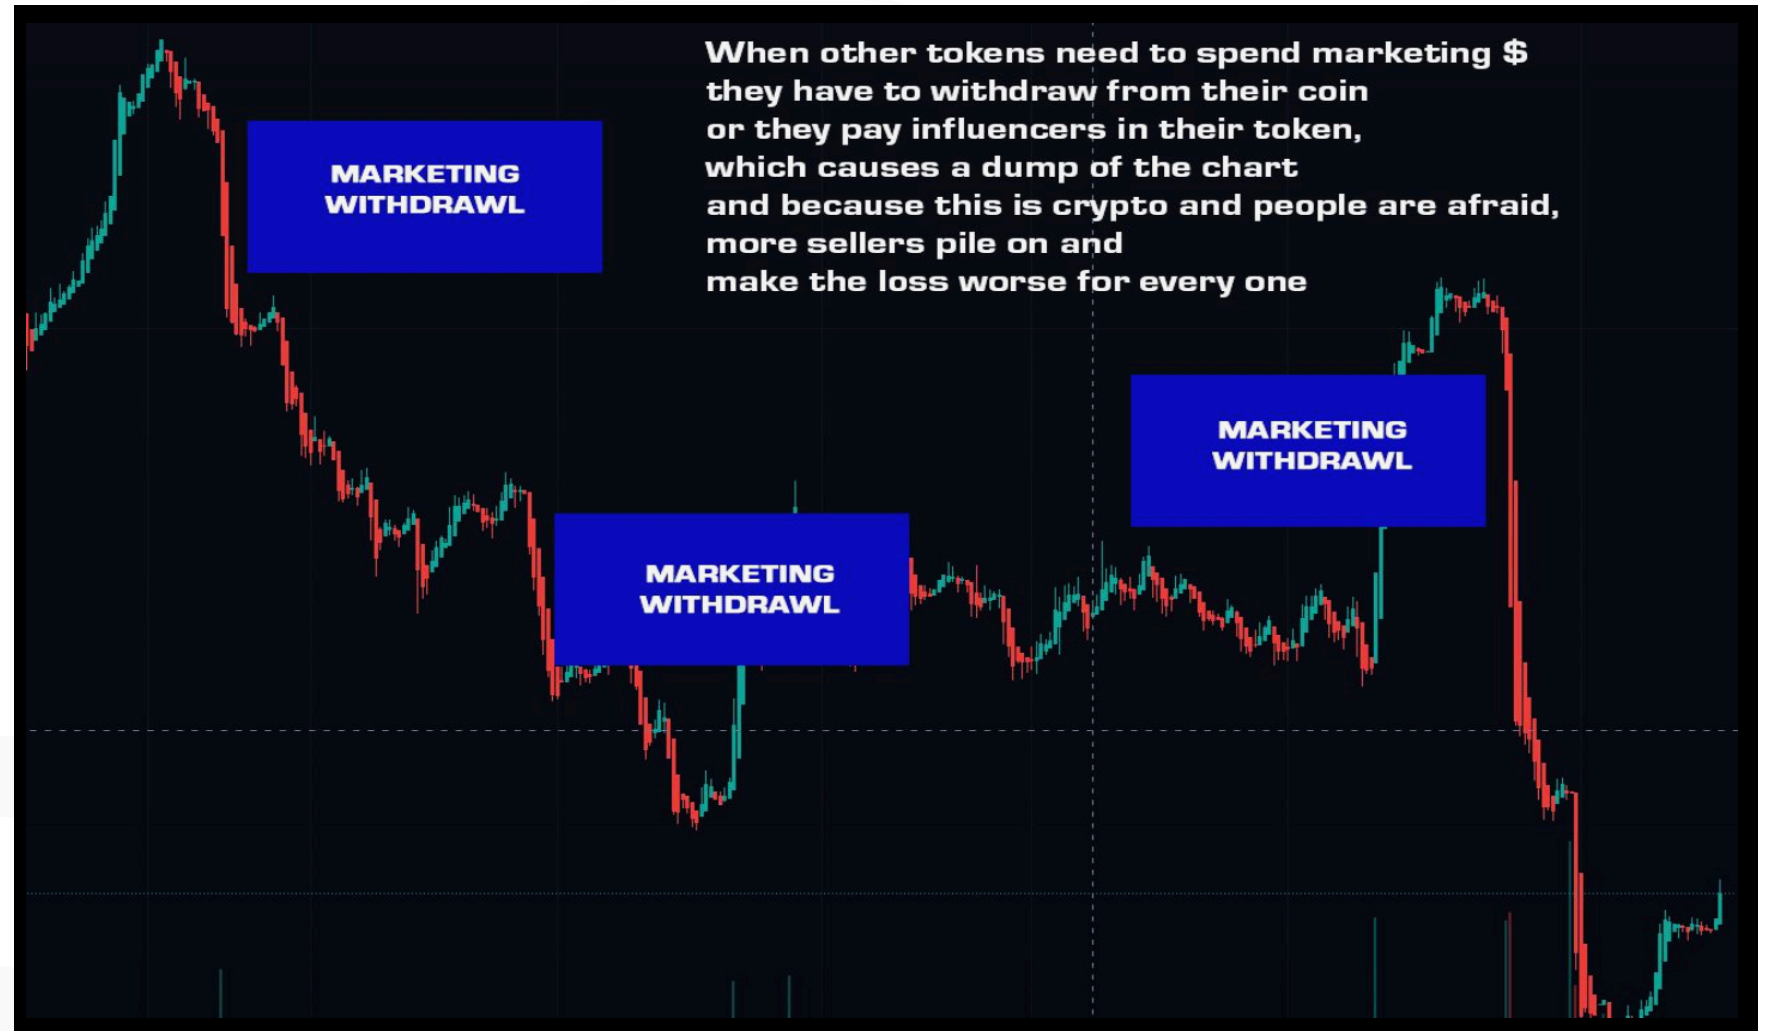 When other tokens need to spend marketing $
they have to withdraw from their coin
or they pay influencers in their token,
which causes a dump of the chart
and because this is crypto and people are afraid,
more sellers pile on and
make the loss worse for every one
MARKETING
WITHDRAWL
MARKETING
WITHDRAWL
MARKETING
WITHDRAWL